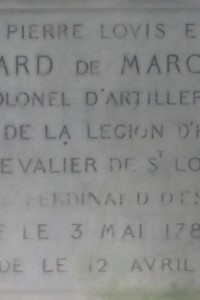 PIERRE LOVIS E
ARD DE MARC
OLONEL D'ARTILLER
DE LA LEGION D'H
HEVALIER DE ST LO
FERDINAND D'ES
LE 3 MAI 178
DE LE 12 AVRIL